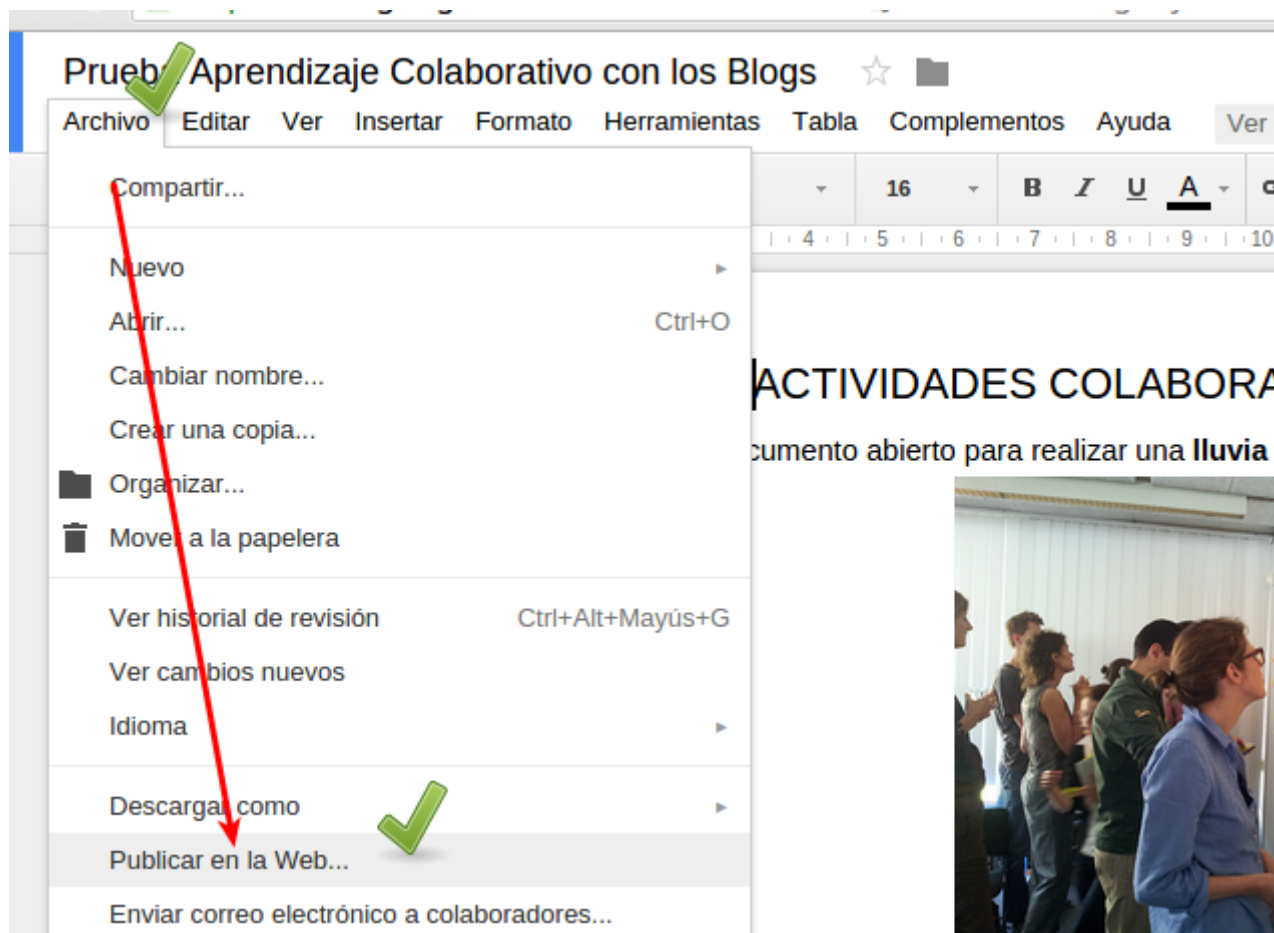 Prueba Aprendizaje Colaborativo con los Blogs
Archivo Editar Ver Insertar Formato Herramientas Tabla Complementos Ayuda Ver
16 B I U A
4 5 6 7 8 9 10
Compartir...
Nuevo
Abrir... Ctrl+O
Cambiar nombre...
Crear una copia...
Organizar...
Mover a la papelera
Ver historial de revisión Ctrl+Alt+Mayús+G
Ver cambios nuevos
Idioma
Descargar como
Publicar en la Web...
Enviar correo electrónico a colaboradores...
ACTIVIDADES COLABORA
cumento abierto para realizar una lluvia